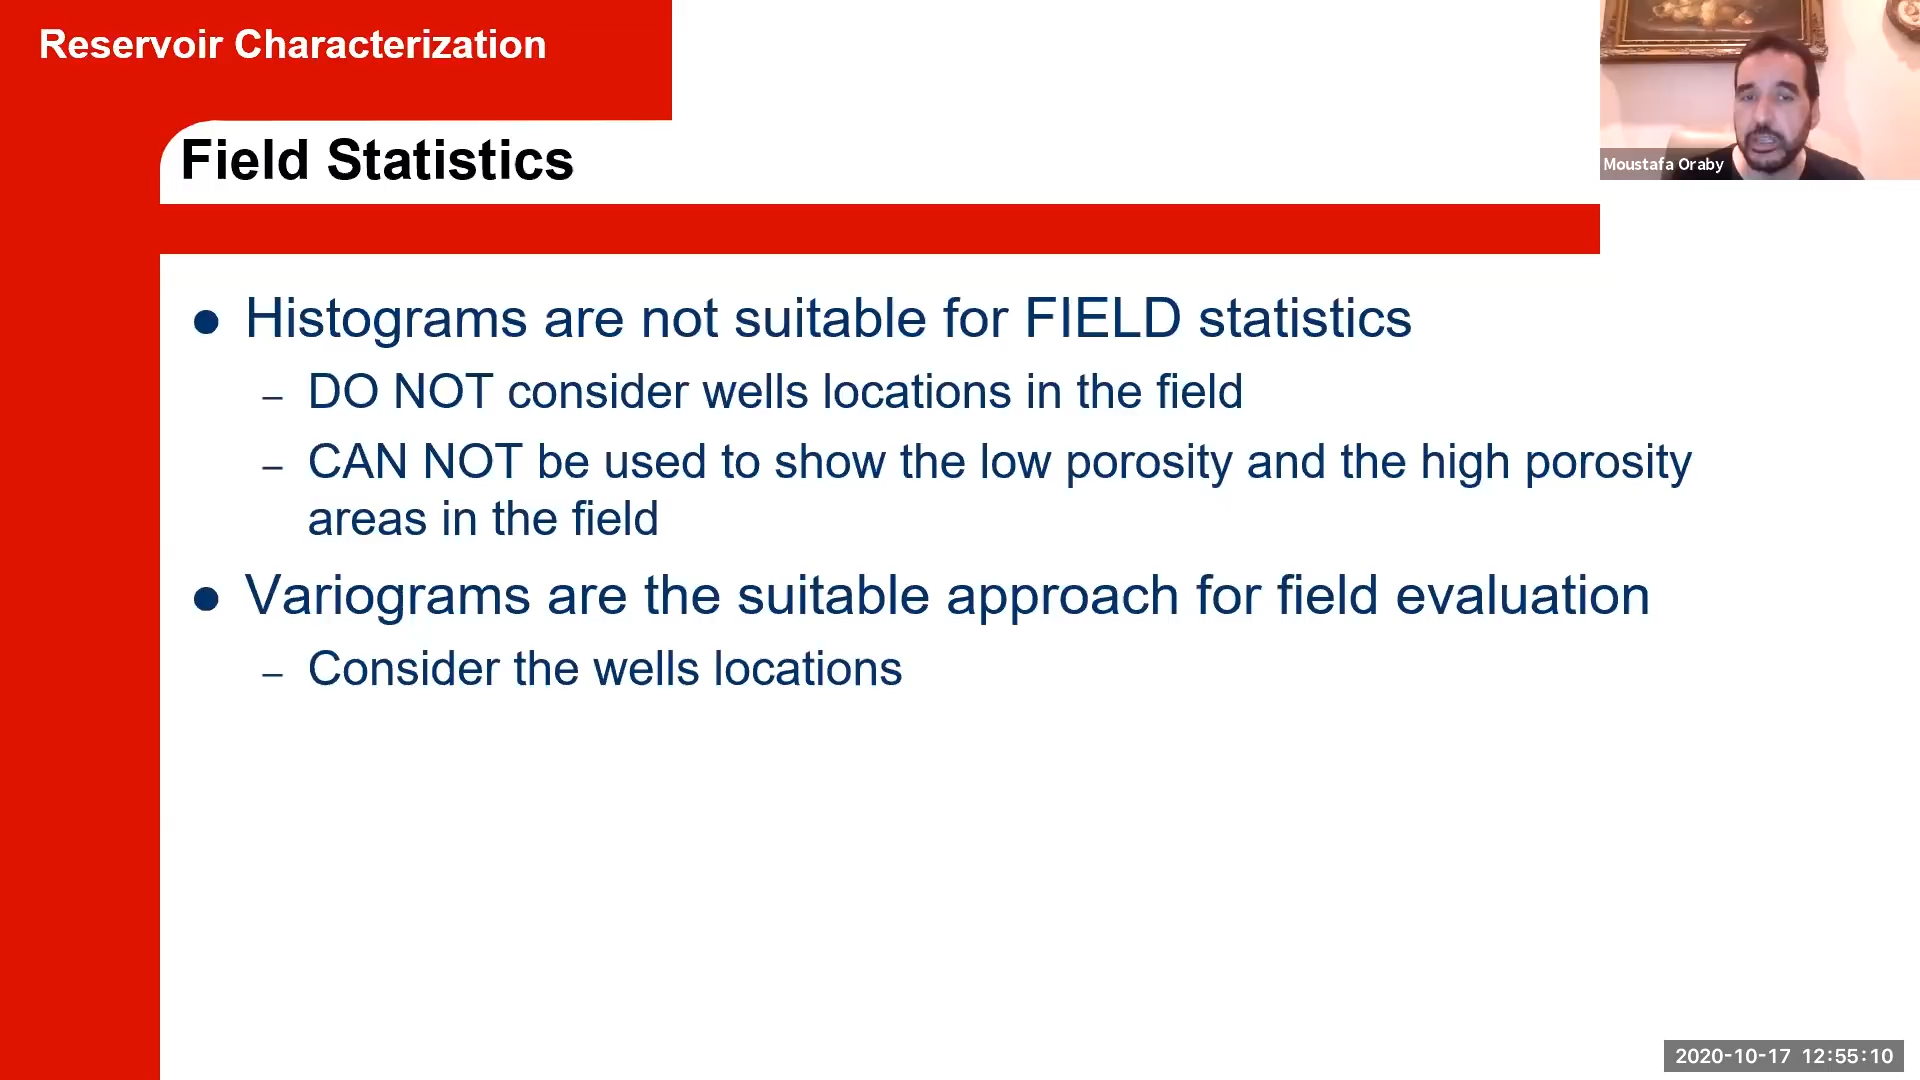 Reservoir Characterization
Field Statistics
Moustafa Oraby
● Histograms are not suitable for FIELD statistics
– DO NOT consider wells locations in the field
– CAN NOT be used to show the low porosity and the high porosity
areas in the field
● Variograms are the suitable approach for field evaluation
– Consider the wells locations
2020-10-17 12:55:10